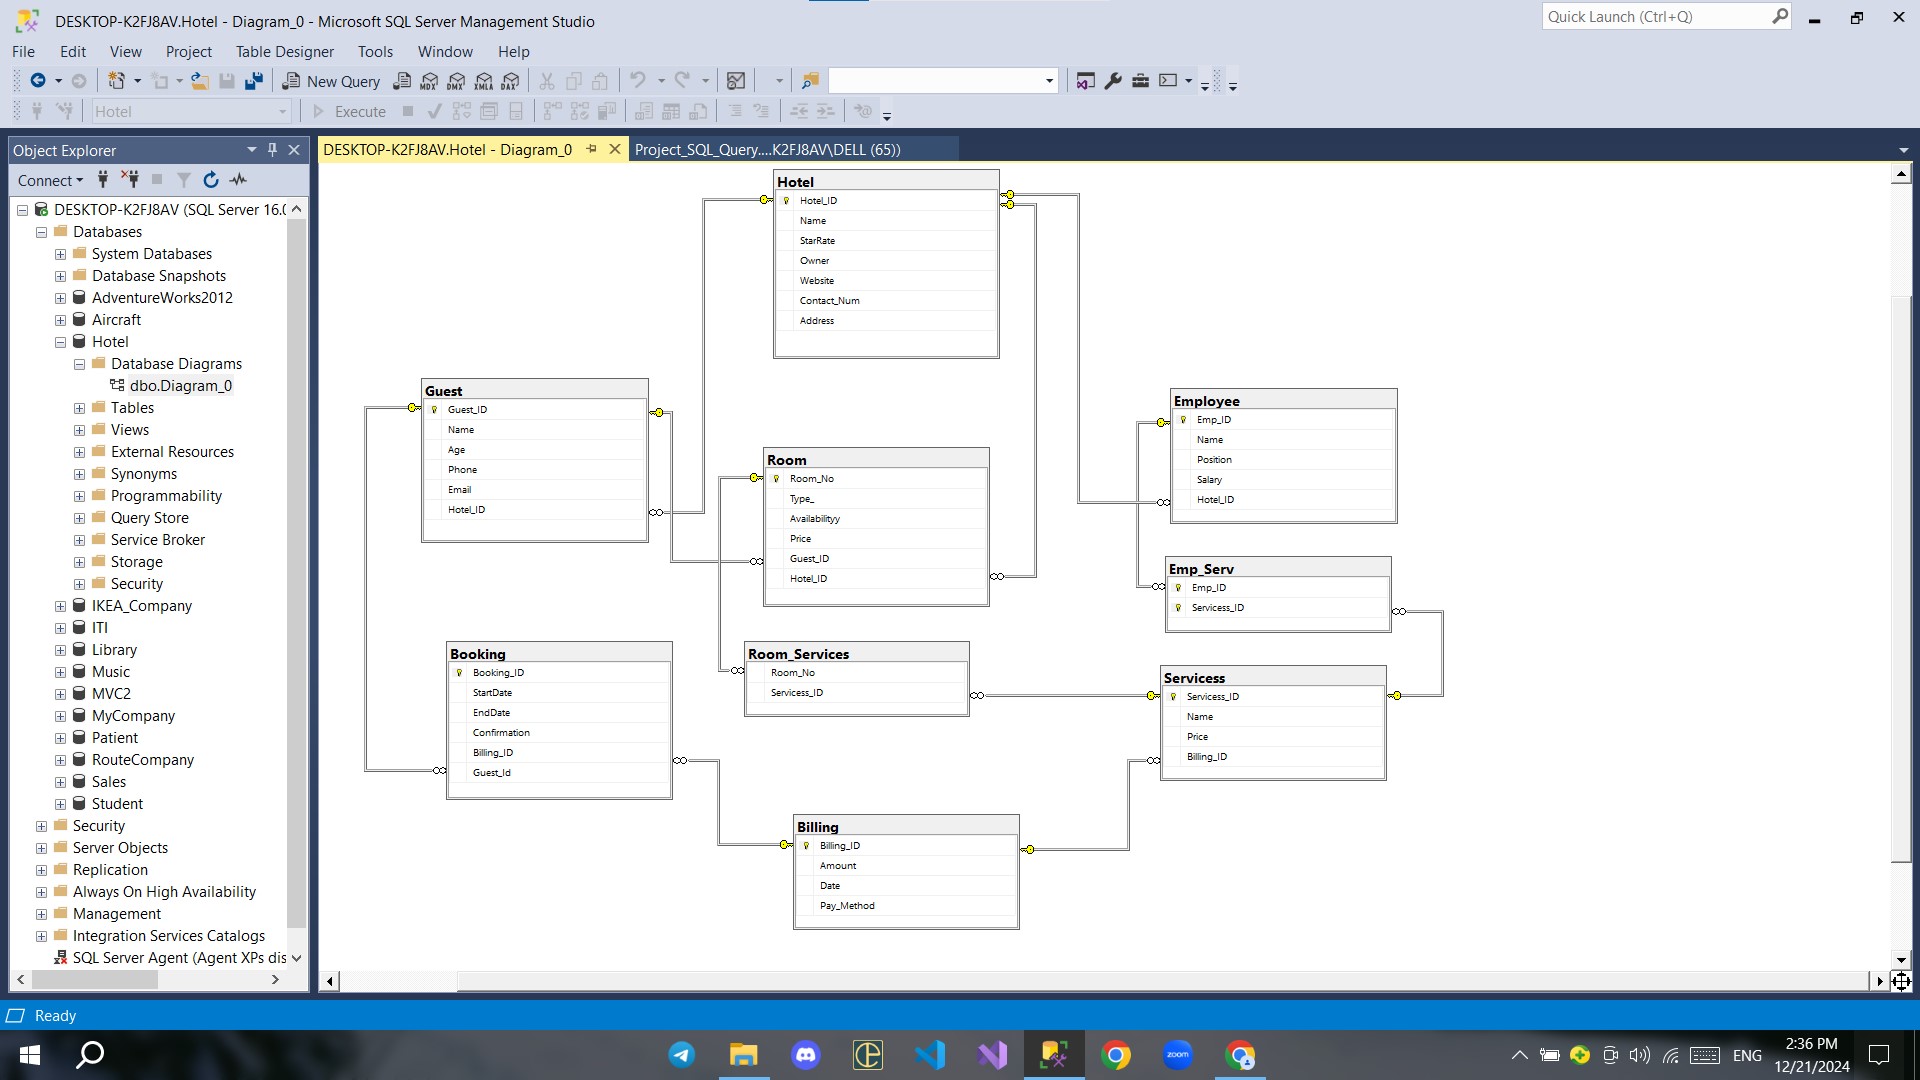 DESKTOP-K2FJ8AV.Hotel - Diagram_0 - Microsoft SQL Server Management Studio
Quick Launch (Ctrl+Q)
File Edit View Project Table Designer Tools Window Help
New Query MDX DMX XMLA DAX
Hotel Execute
Object Explorer
DESKTOP-K2FJ8AV.Hotel - Diagram_0
Project_SQL_Query....K2FJ8AV\DELL (65))
Connect
DESKTOP-K2FJ8AV (SQL Server 16.0
Databases
System Databases
Database Snapshots
AdventureWorks2012
Aircraft
Hotel
Database Diagrams
dbo.Diagram_0
Tables
Views
External Resources
Synonyms
Programmability
Query Store
Service Broker
Storage
Security
IKEA_Company
ITI
Library
Music
MVC2
MyCompany
Patient
RouteCompany
Sales
Student
Security
Server Objects
Replication
Always On High Availability
Management
Integration Services Catalogs
SQL Server Agent (Agent XPs dis
Hotel
Hotel_ID
Name
StarRate
Owner
Website
Contact_Num
Address
Guest
Guest_ID
Name
Age
Phone
Email
Hotel_ID
Room
Room_No
Type_
Availabilityy
Price
Guest_ID
Hotel_ID
Employee
Emp_ID
Name
Position
Salary
Hotel_ID
Emp_Serv
Emp_ID
Servicess_ID
Booking
Booking_ID
StartDate
EndDate
Confirmation
Billing_ID
Guest_Id
Room_Services
Room_No
Servicess_ID
Servicess
Servicess_ID
Name
Price
Billing_ID
Billing
Billing_ID
Amount
Date
Pay_Method
Ready
zoom
ENG
2:36 PM
12/21/2024